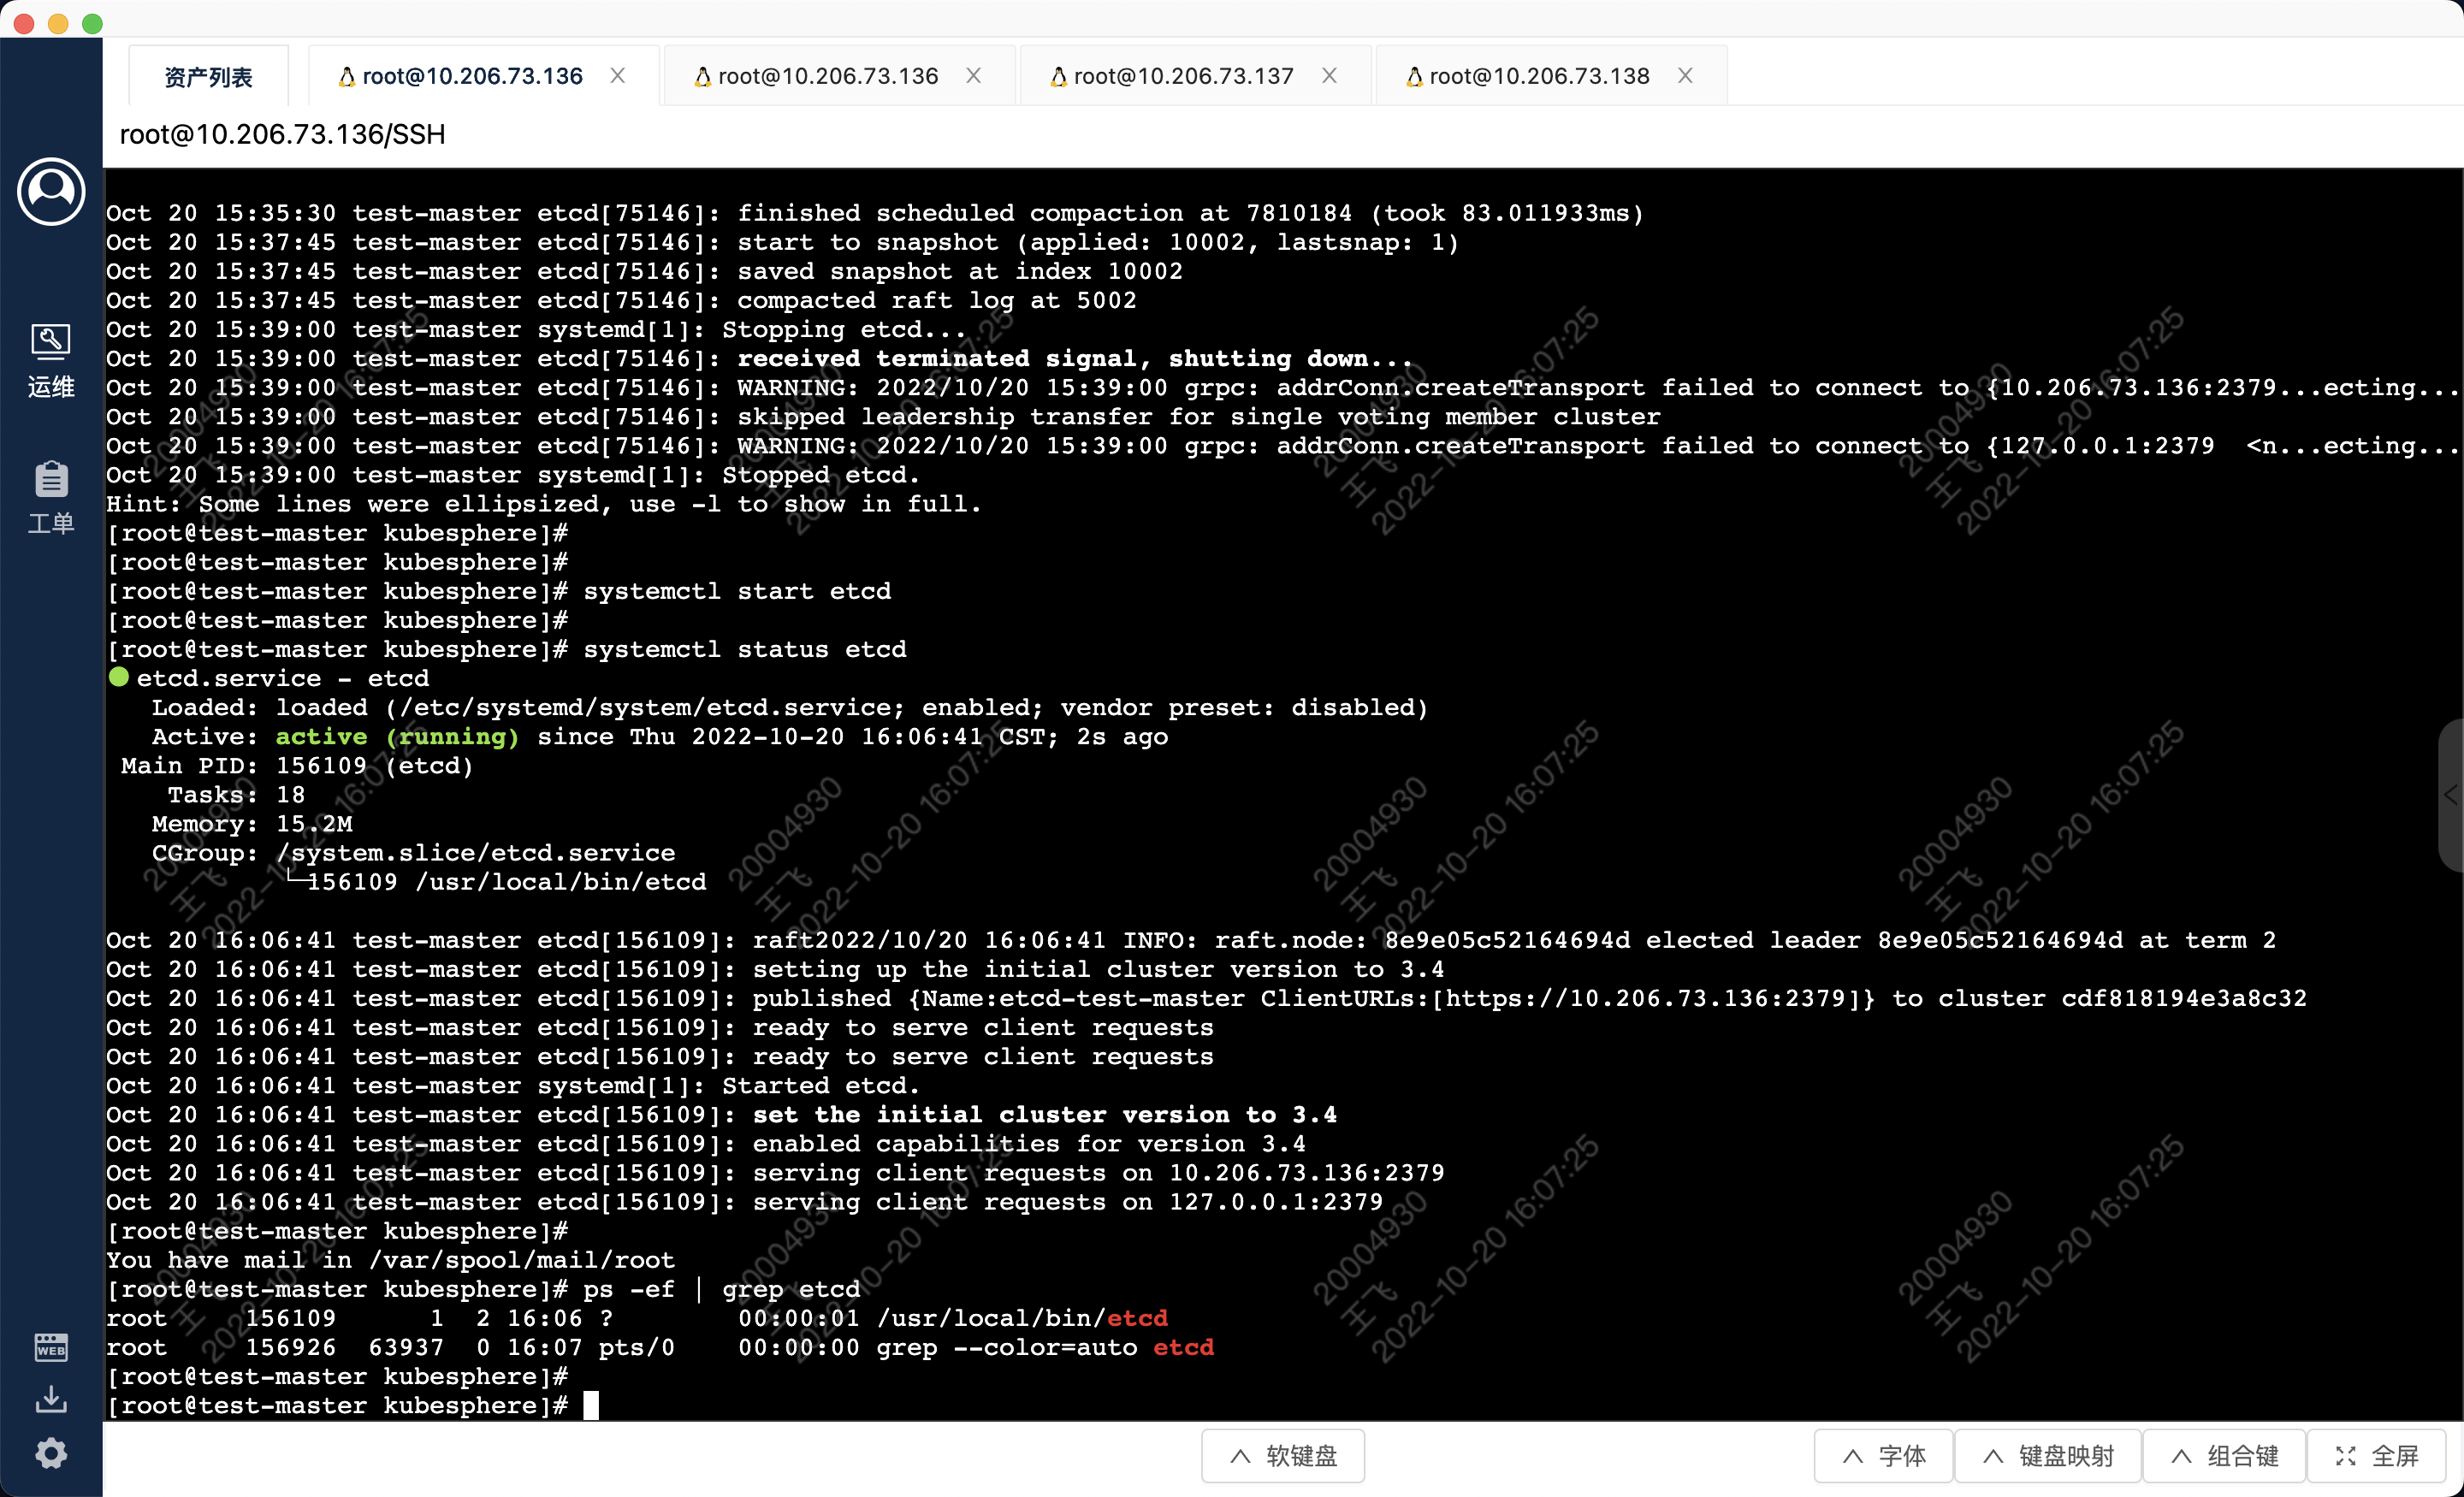 资产列表
root@10.206.73.136
root@10.206.73.136
root@10.206.73.137
root@10.206.73.138
root@10.206.73.136/SSH
运维
工单
WEB
Oct 20 15:35:30 test-master etcd[75146]: finished scheduled compaction at 7810184 (took 83.011933ms)
Oct 20 15:37:45 test-master etcd[75146]: start to snapshot (applied: 10002, lastsnap: 1)
Oct 20 15:37:45 test-master etcd[75146]: saved snapshot at index 10002
Oct 20 15:37:45 test-master etcd[75146]: compacted raft log at 5002
Oct 20 15:39:00 test-master systemd[1]: Stopping etcd...
Oct 20 15:39:00 test-master etcd[75146]: received terminated signal, shutting down...
Oct 20 15:39:00 test-master etcd[75146]: WARNING: 2022/10/20 15:39:00 grpc: addrConn.createTransport failed to connect to {10.206.73.136:2379...ecting...
Oct 20 15:39:00 test-master etcd[75146]: skipped leadership transfer for single voting member cluster
Oct 20 15:39:00 test-master etcd[75146]: WARNING: 2022/10/20 15:39:00 grpc: addrConn.createTransport failed to connect to {127.0.0.1:2379  <n...ecting...
Oct 20 15:39:00 test-master systemd[1]: Stopped etcd.
Hint: Some lines were ellipsized, use -l to show in full.
[root@test-master kubesphere]#
[root@test-master kubesphere]#
[root@test-master kubesphere]# systemctl start etcd
[root@test-master kubesphere]#
[root@test-master kubesphere]# systemctl status etcd
● etcd.service - etcd
Loaded: loaded (/etc/systemd/system/etcd.service; enabled; vendor preset: disabled)
Active: active (running) since Thu 2022-10-20 16:06:41 CST; 2s ago
Main PID: 156109 (etcd)
Tasks: 18
Memory: 15.2M
CGroup: /system.slice/etcd.service
└─156109 /usr/local/bin/etcd
Oct 20 16:06:41 test-master etcd[156109]: raft2022/10/20 16:06:41 INFO: raft.node: 8e9e05c52164694d elected leader 8e9e05c52164694d at term 2
Oct 20 16:06:41 test-master etcd[156109]: setting up the initial cluster version to 3.4
Oct 20 16:06:41 test-master etcd[156109]: published {Name:etcd-test-master ClientURLs:[https://10.206.73.136:2379]} to cluster cdf818194e3a8c32
Oct 20 16:06:41 test-master etcd[156109]: ready to serve client requests
Oct 20 16:06:41 test-master etcd[156109]: ready to serve client requests
Oct 20 16:06:41 test-master systemd[1]: Started etcd.
Oct 20 16:06:41 test-master etcd[156109]: set the initial cluster version to 3.4
Oct 20 16:06:41 test-master etcd[156109]: enabled capabilities for version 3.4
Oct 20 16:06:41 test-master etcd[156109]: serving client requests on 10.206.73.136:2379
Oct 20 16:06:41 test-master etcd[156109]: serving client requests on 127.0.0.1:2379
[root@test-master kubesphere]#
You have mail in /var/spool/mail/root
[root@test-master kubesphere]# ps -ef | grep etcd
root     156109      1  2 16:06 ?        00:00:01 /usr/local/bin/etcd
root     156926  63937  0 16:07 pts/0    00:00:00 grep --color=auto etcd
[root@test-master kubesphere]#
[root@test-master kubesphere]#
20004930
王飞
2022-10-20 16:07:25
软键盘
字体
键盘映射
组合键
全屏